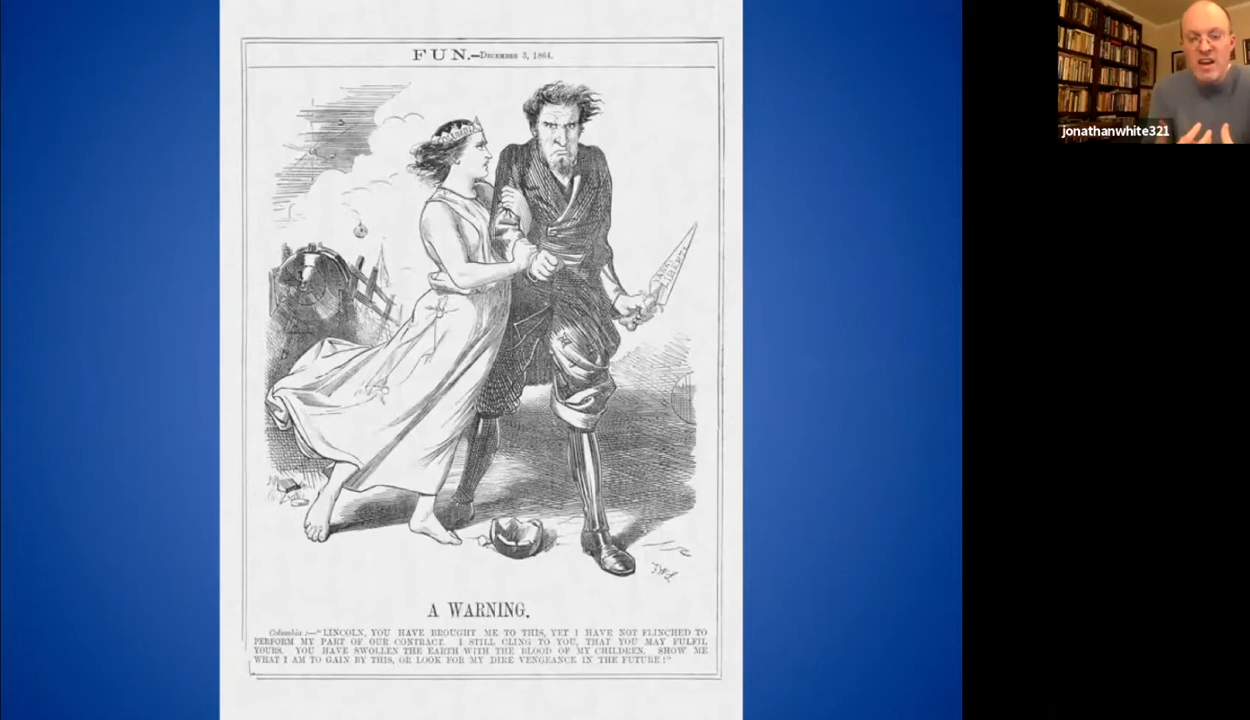 FUN.—DECEMBER 3, 1864.
jonathanwhite321
A WARNING.
Columbia:—"LINCOLN, YOU HAVE BROUGHT ME TO THIS, YET I HAVE NOT FLINCHED TO
PERFORM MY PART OF OUR CONTRACT. I STILL CLING TO YOU, THAT YOU MAY FULFIL
YOURS. YOU HAVE SWOLLEN THE EARTH WITH THE BLOOD OF MY CHILDREN. SHOW ME
WHAT I AM TO GAIN BY THIS, OR LOOK FOR MY DIRE VENGEANCE IN THE FUTURE!"